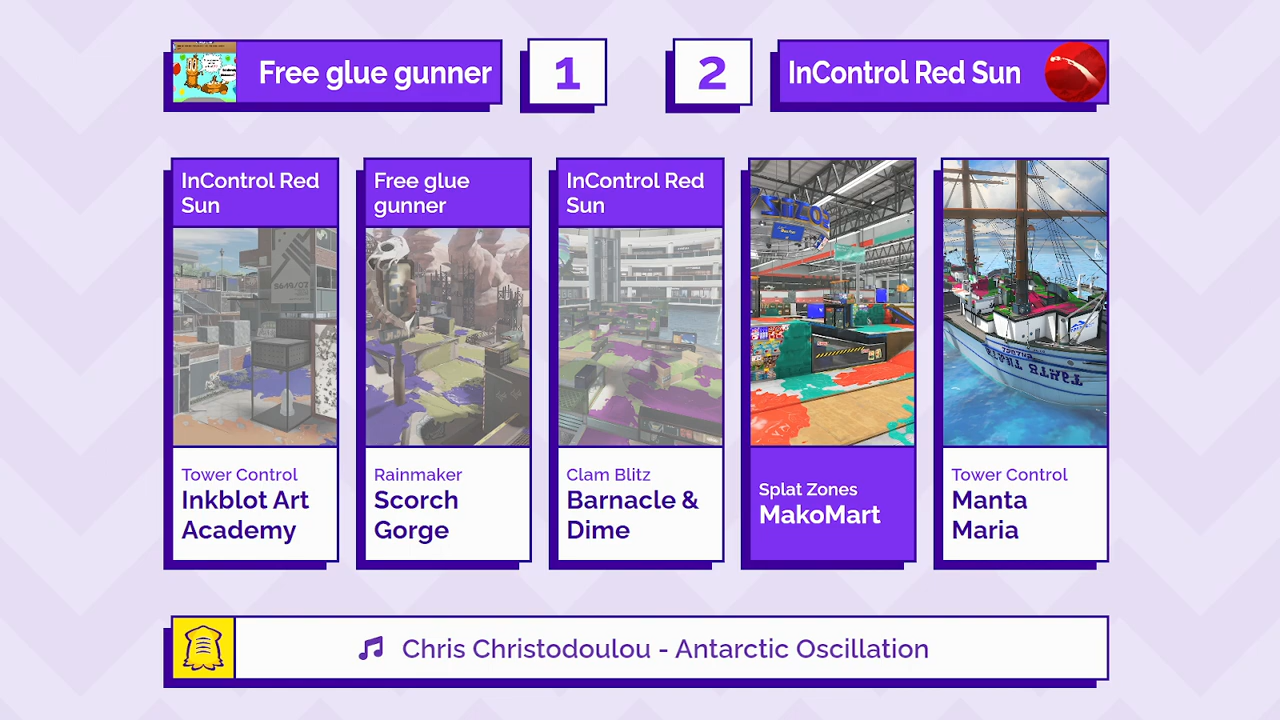 Free glue gunner
1
2
InControl Red Sun
InControl Red
Sun
Tower Control
Inkblot Art
Academy
Free glue
gunner
Rainmaker
Scorch
Gorge
InControl Red
Sun
Clam Blitz
Barnacle &
Dime
Splat Zones
MakoMart
Tower Control
Manta
Maria
Chris Christodoulou - Antarctic Oscillation